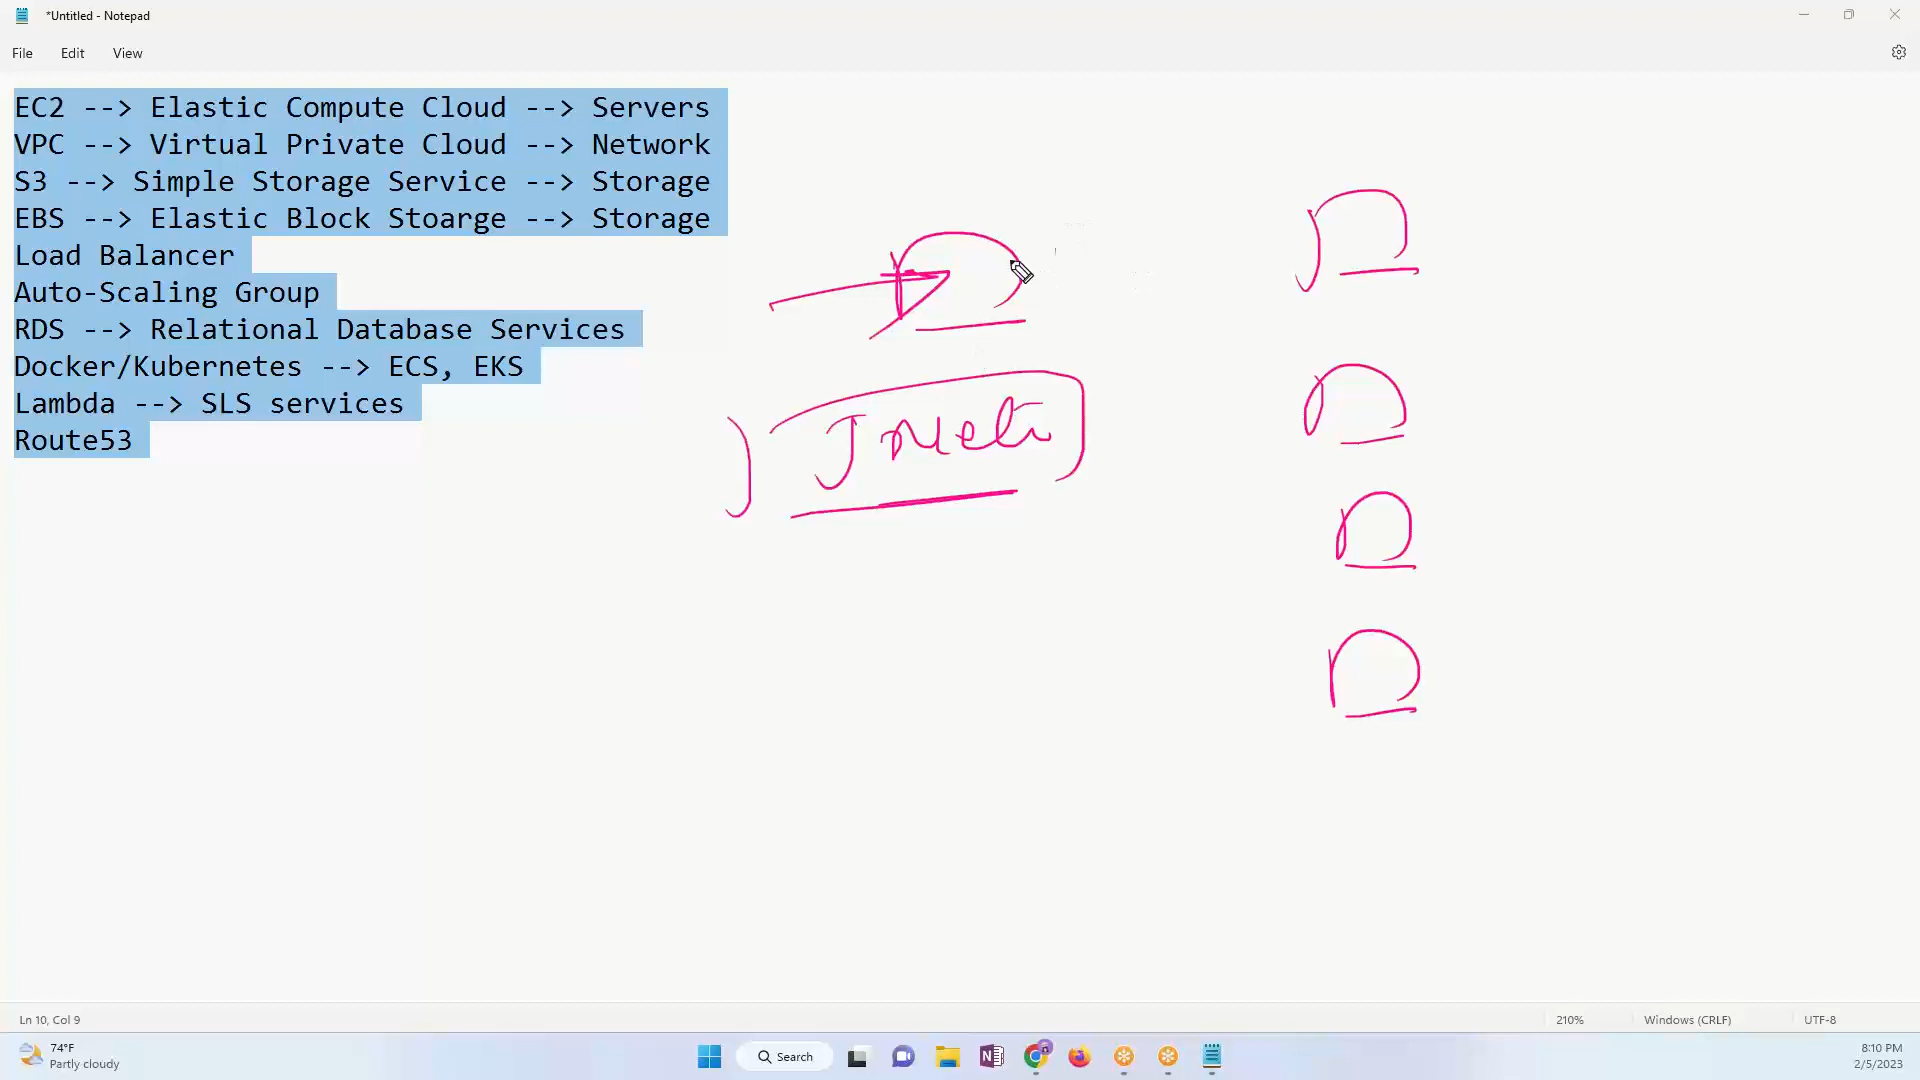 *Untitled - Notepad
File Edit View
EC2 --> Elastic Compute Cloud --> Servers
VPC --> Virtual Private Cloud --> Network
S3 --> Simple Storage Service --> Storage
EBS --> Elastic Block Stoarge --> Storage
Load Balancer
Auto-Scaling Group
RDS --> Relational Database Services
Docker/Kubernetes --> ECS, EKS
Lambda --> SLS services
Route53
Ln 10, Col 9
210%
Windows (CRLF)
UTF-8
74°F
Partly cloudy
Search
8:10 PM
2/5/2023